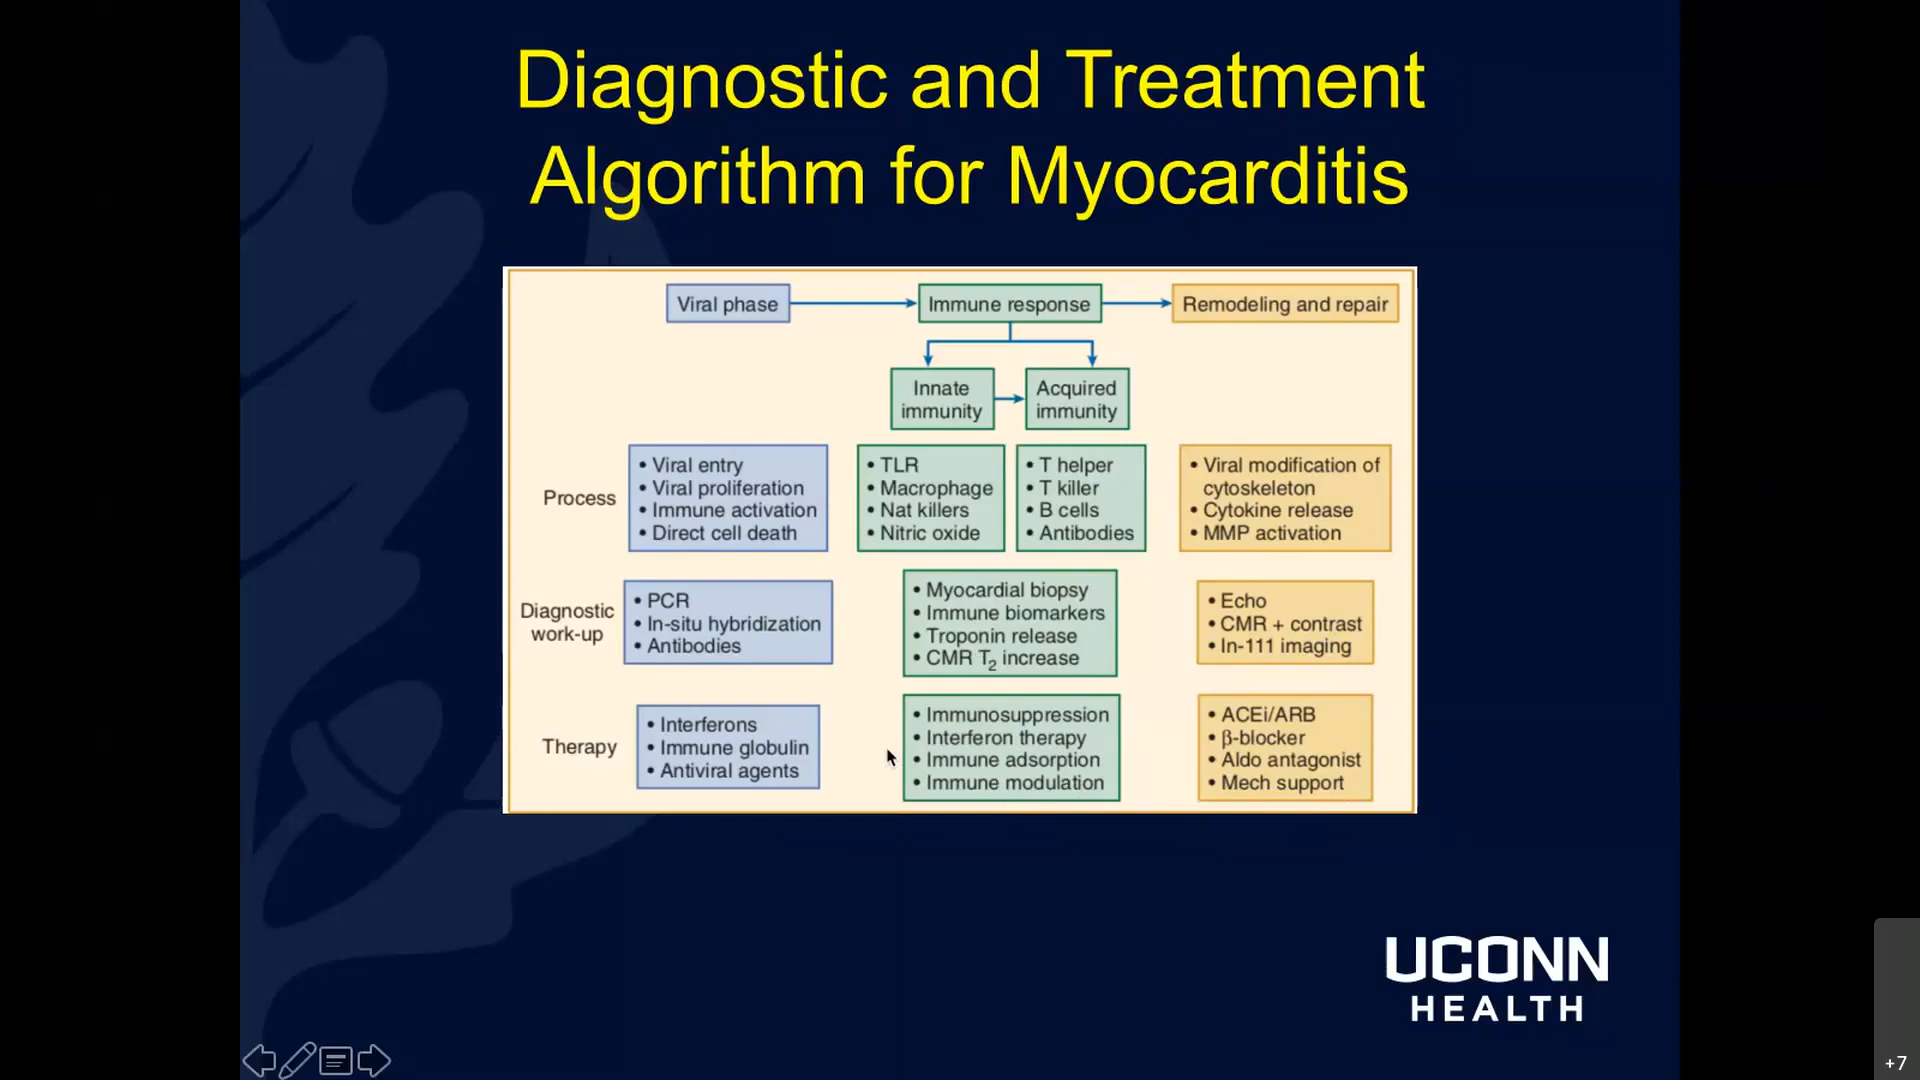 Diagnostic and Treatment
Algorithm for Myocarditis
Viral phase
Immune response
Remodeling and repair
Innate
immunity
Acquired
immunity
Process
• Viral entry
• Viral proliferation
• Immune activation
• Direct cell death
• TLR
• Macrophage
• Nat killers
• Nitric oxide
• T helper
• T killer
• B cells
• Antibodies
• Viral modification of
cytoskeleton
• Cytokine release
• MMP activation
Diagnostic
work-up
• PCR
• In-situ hybridization
• Antibodies
• Myocardial biopsy
• Immune biomarkers
• Troponin release
• CMR T₂ increase
• Echo
• CMR + contrast
• In-111 imaging
Therapy
• Interferons
• Immune globulin
• Antiviral agents
• Immunosuppression
• Interferon therapy
• Immune adsorption
• Immune modulation
• ACEi/ARB
• β-blocker
• Aldo antagonist
• Mech support
UCONN
HEALTH
+7